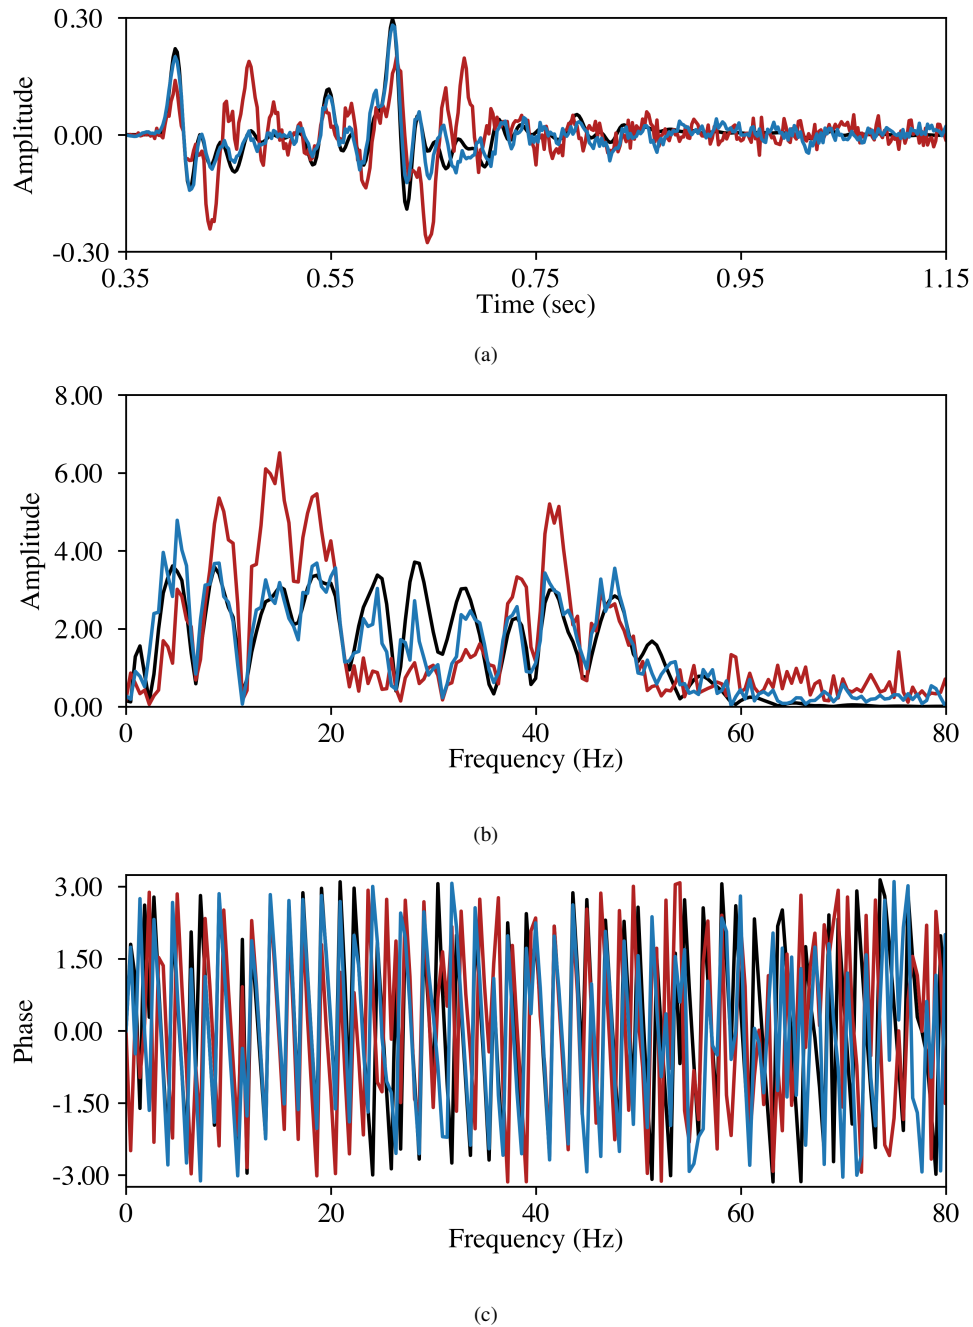 0.30
0.00
-0.30
Amplitude
0.35 0.55 0.75 0.95 1.15
Time (sec)
(a)
8.00
6.00
4.00
2.00
0.00
Amplitude
0 20 40 60 80
Frequency (Hz)
(b)
3.00
1.50
0.00
-1.50
-3.00
Phase
0 20 40 60 80
Frequency (Hz)
(c)